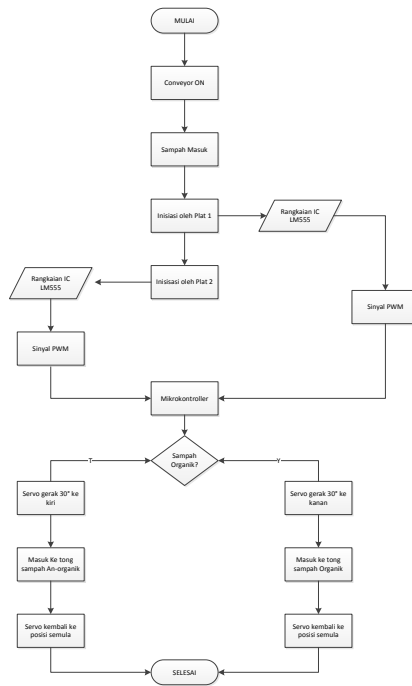 MULAI
Conveyor ON
Sampah Masuk
Inisiasi oleh Plat 1
Rangkaian IC
LM555
Inisisasi oleh Plat 2
Rangkaian IC
LM555
Sinyal PWM
Sinyal PWM
Mikrokontroller
Sampah
Organik?
T
Y
Servo gerak 30° ke
kiri
Servo gerak 30° ke
kanan
Masuk Ke tong
sampah An-organik
Masuk ke tong
sampah Organik
Servo kembali ke
posisi semula
Servo kembali ke
posisi semula
SELESAI